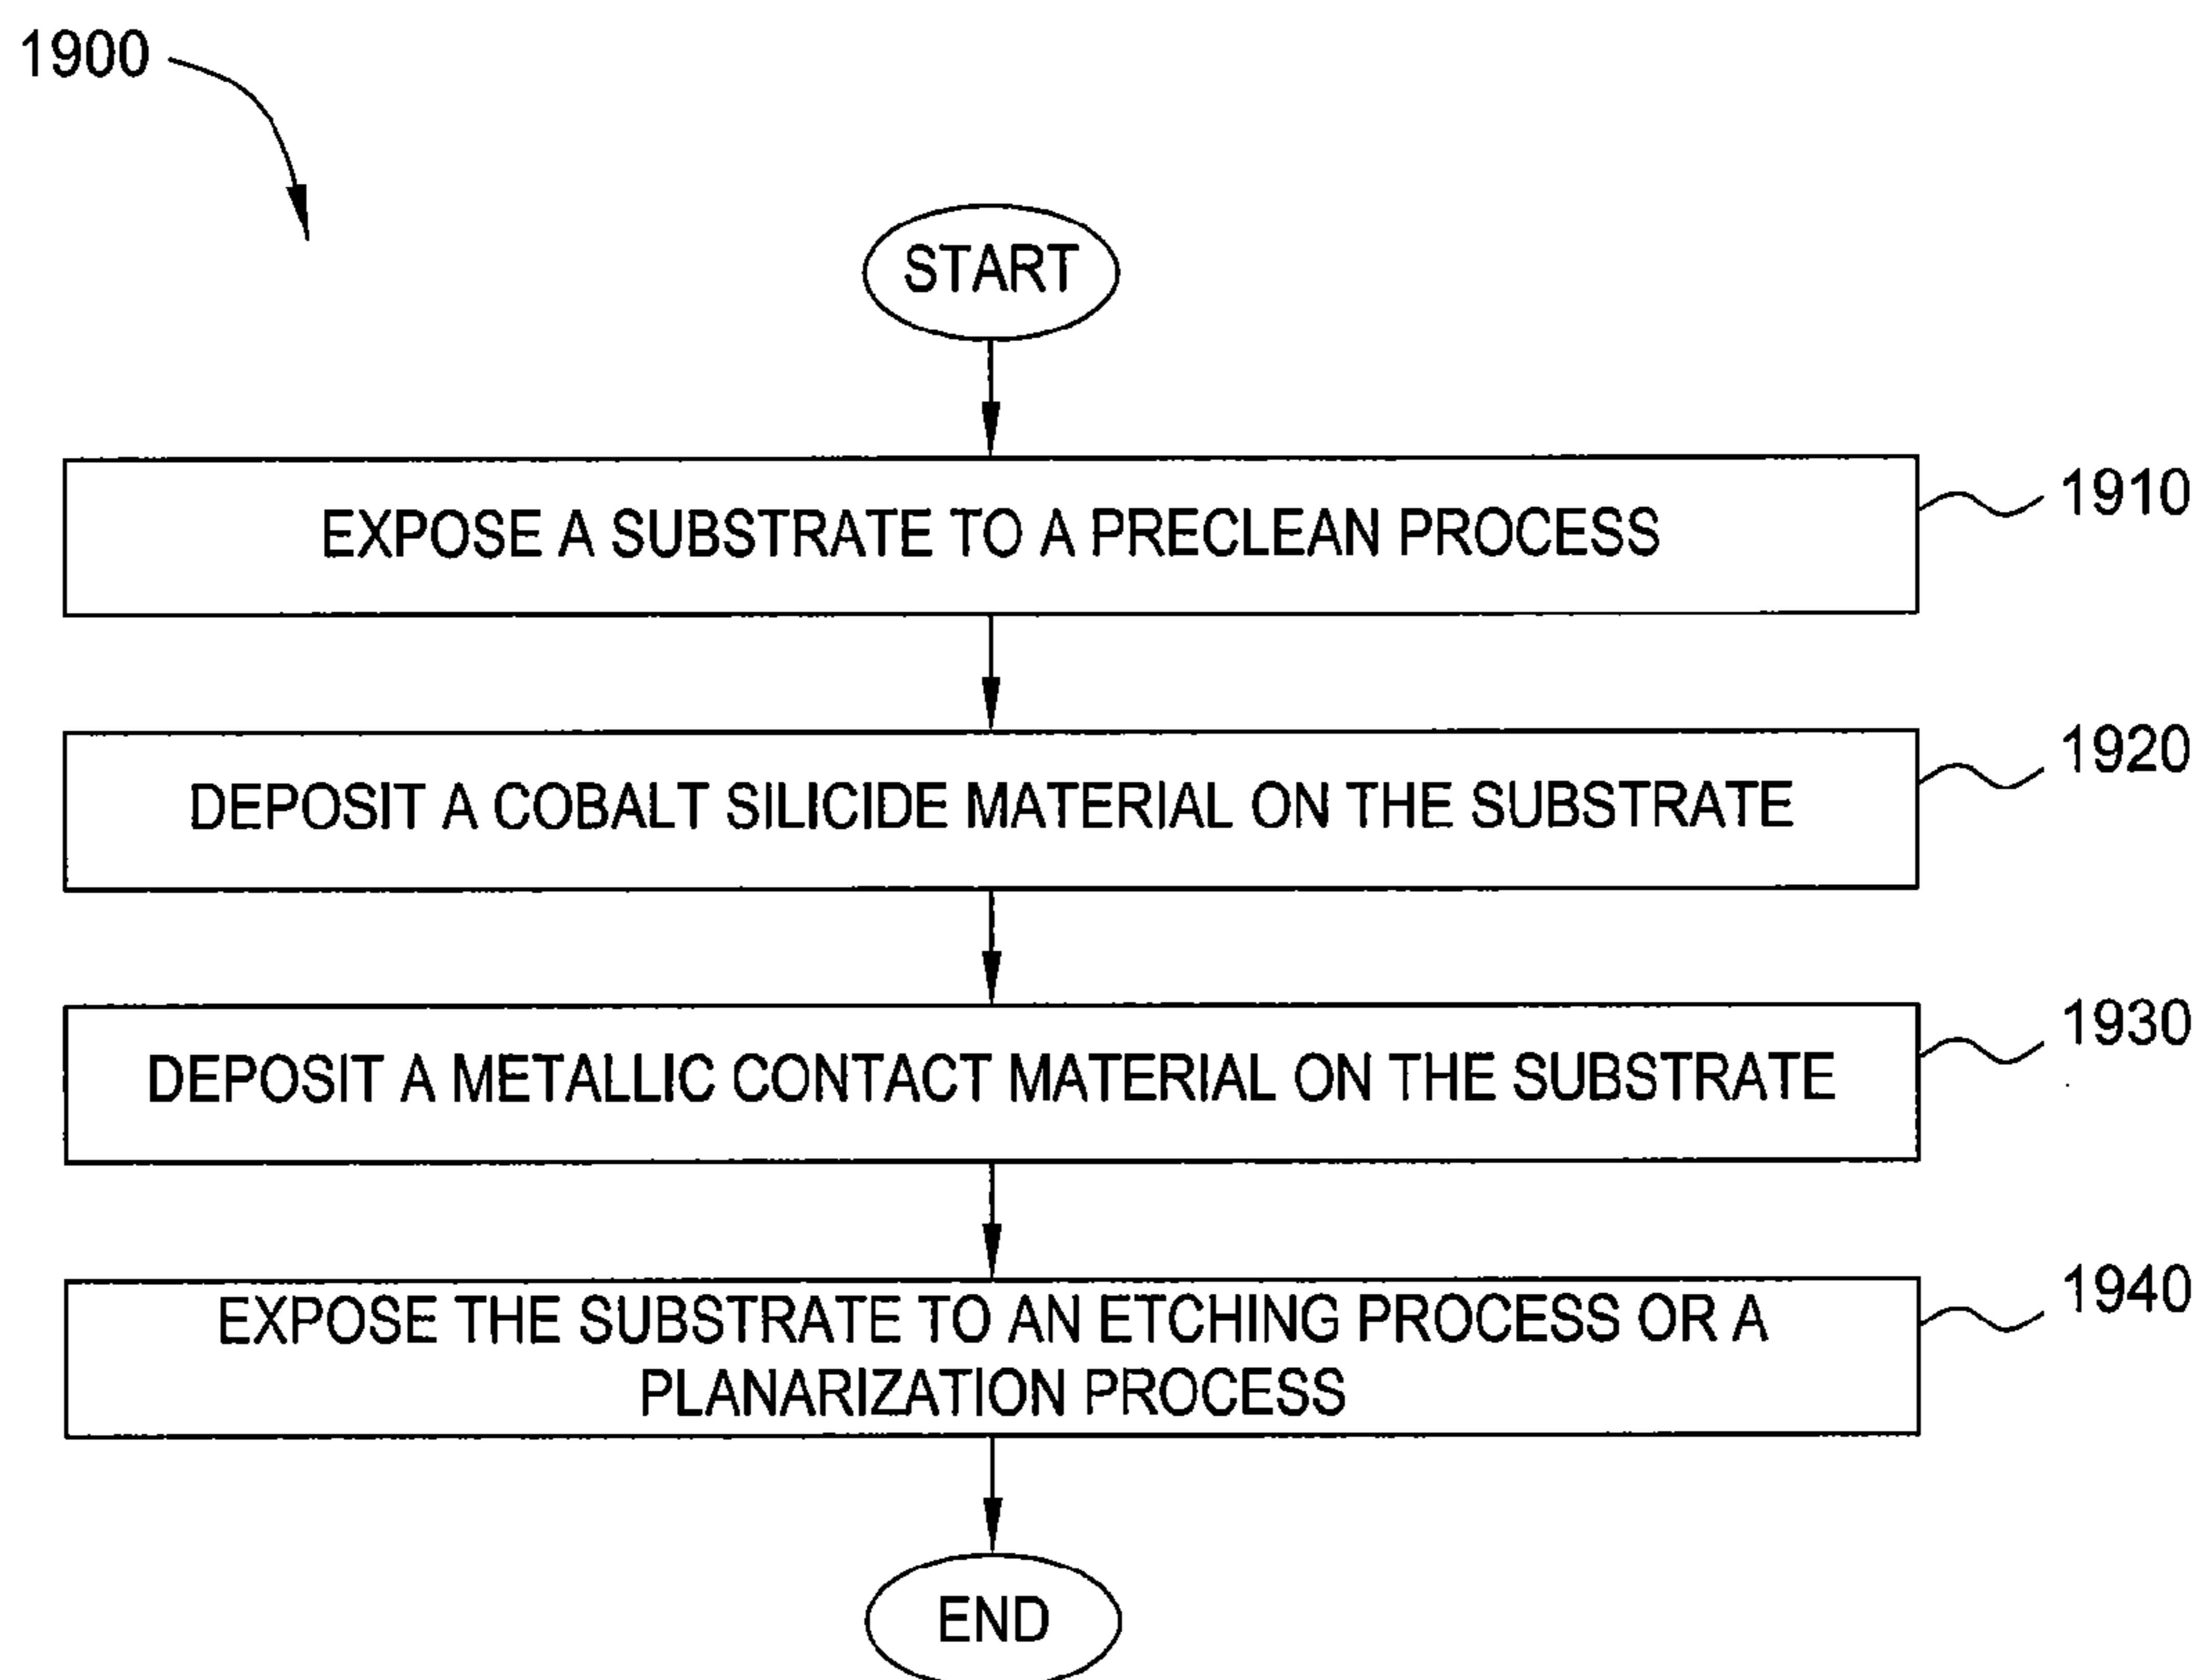 1900
START
EXPOSE A SUBSTRATE TO A PRECLEAN PROCESS
1910
DEPOSIT A COBALT SILICIDE MATERIAL ON THE SUBSTRATE
1920
DEPOSIT A METALLIC CONTACT MATERIAL ON THE SUBSTRATE
1930
EXPOSE THE SUBSTRATE TO AN ETCHING PROCESS OR A
PLANARIZATION PROCESS
1940
END